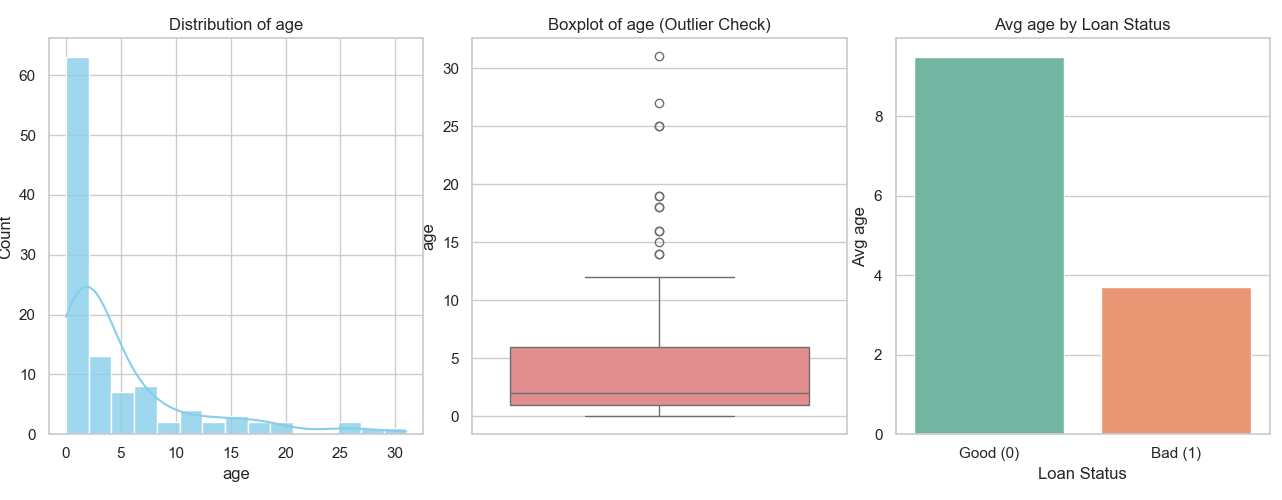 Distribution of age
Count
60
50
40
30
20
10
0
0 5 10 15 20 25 30
age
Boxplot of age (Outlier Check)
age
30
25
20
15
10
5
0
Avg age by Loan Status
Avg age
8
6
4
2
0
Good (0) Bad (1)
Loan Status